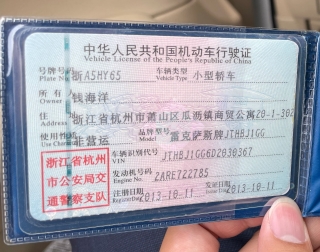 中华人民共和国机动车行驶证
Vehicle License of the People's Republic of China
号牌号码 浙A5HY65 车辆类型 小型轿车
Plate No. Vehicle Type
所有人 钱海洋
Owner
住址 浙江省杭州市萧山区瓜沥镇商贸公寓20-1-302
Address
使用性质 非营运 品牌型号 雷克萨斯牌JTHBJ1GG
Use Character Model
浙江省杭州市公安局交通警察支队
车辆识别代号 JTHBJ1GG6D2030367
VIN
发动机号码 2AREY22785
Engine No.
注册日期 2013-10-11 发证日期 2013-10-11
Register Date Issue Date